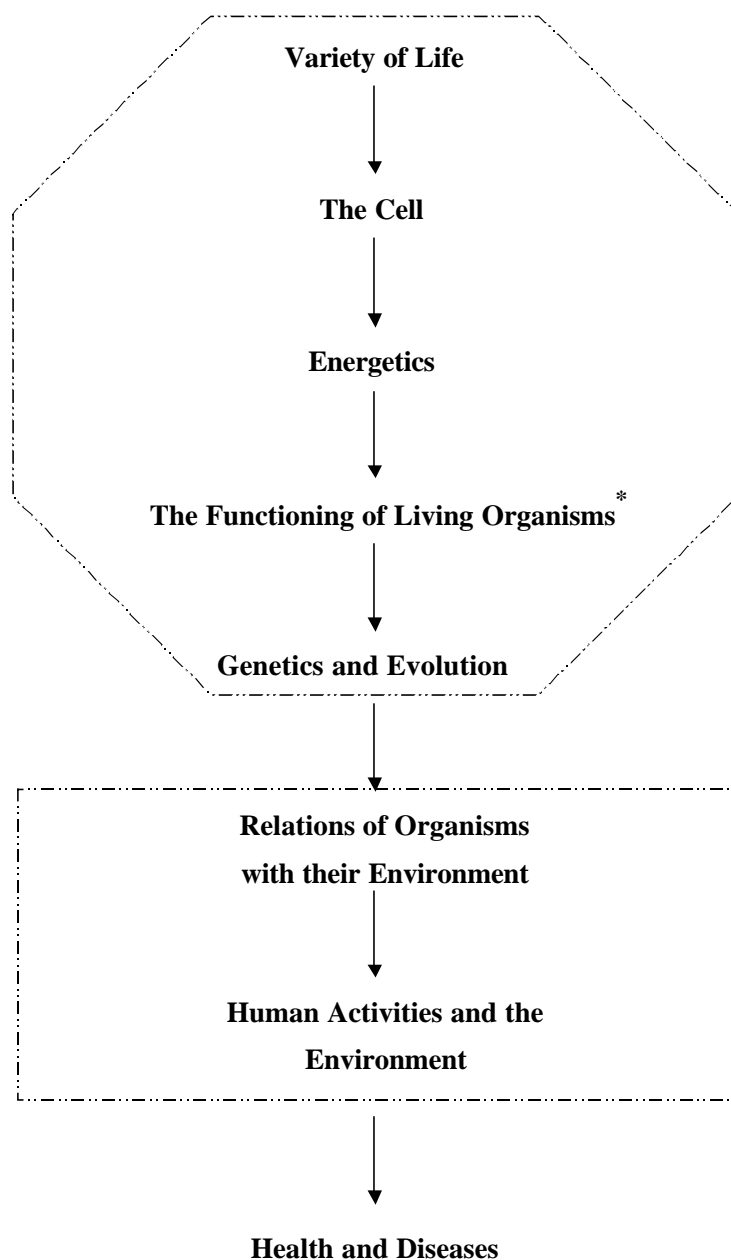 Variety of Life
The Cell
Energetics
The Functioning of Living Organisms*
Genetics and Evolution
Relations of Organisms
with their Environment
Human Activities and the
Environment
Health and Diseases